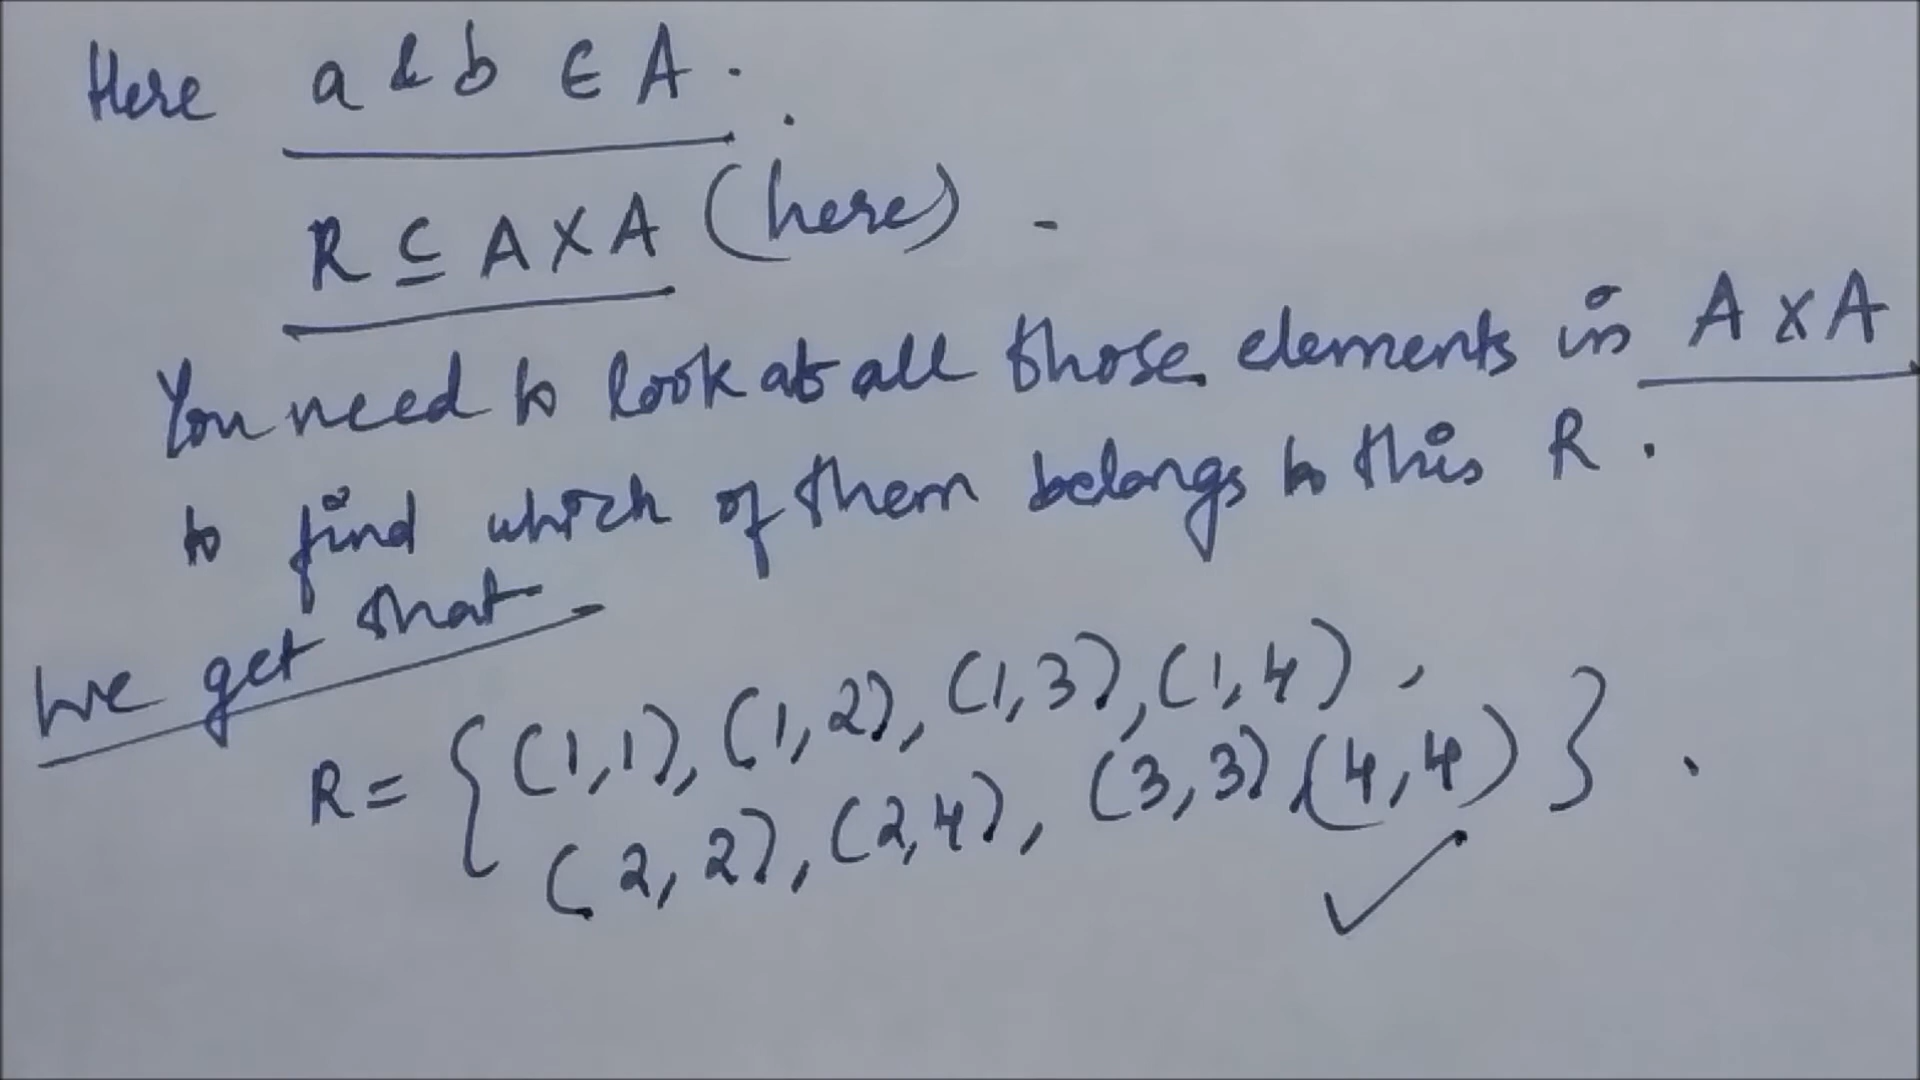 Here a & b ∈ A.
R ⊆ A X A (here).
You need to look at all those elements in A X A
to find which of them belongs to this R.
We get that
R = { (1,1), (1,2), (1,3), (1,4),
(2,2), (2,4), (3,3), (4,4) }.